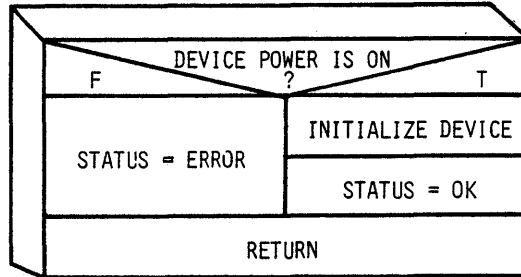 DEVICE POWER IS ON
F ? T
INITIALIZE DEVICE
STATUS = ERROR
STATUS = OK
RETURN